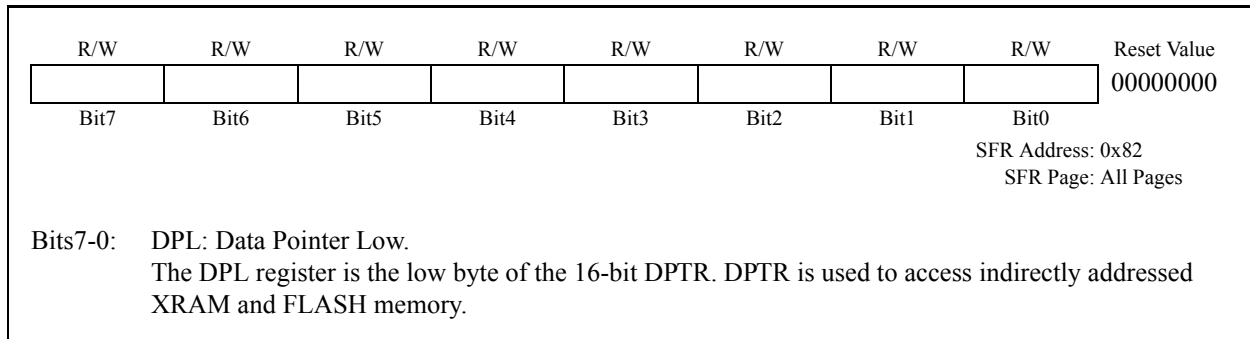 R/W R/W R/W R/W R/W R/W R/W R/W Reset Value
00000000
Bit7 Bit6 Bit5 Bit4 Bit3 Bit2 Bit1 Bit0
SFR Address: 0x82
SFR Page: All Pages
Bits7-0: DPL: Data Pointer Low.
The DPL register is the low byte of the 16-bit DPTR. DPTR is used to access indirectly addressed
XRAM and FLASH memory.